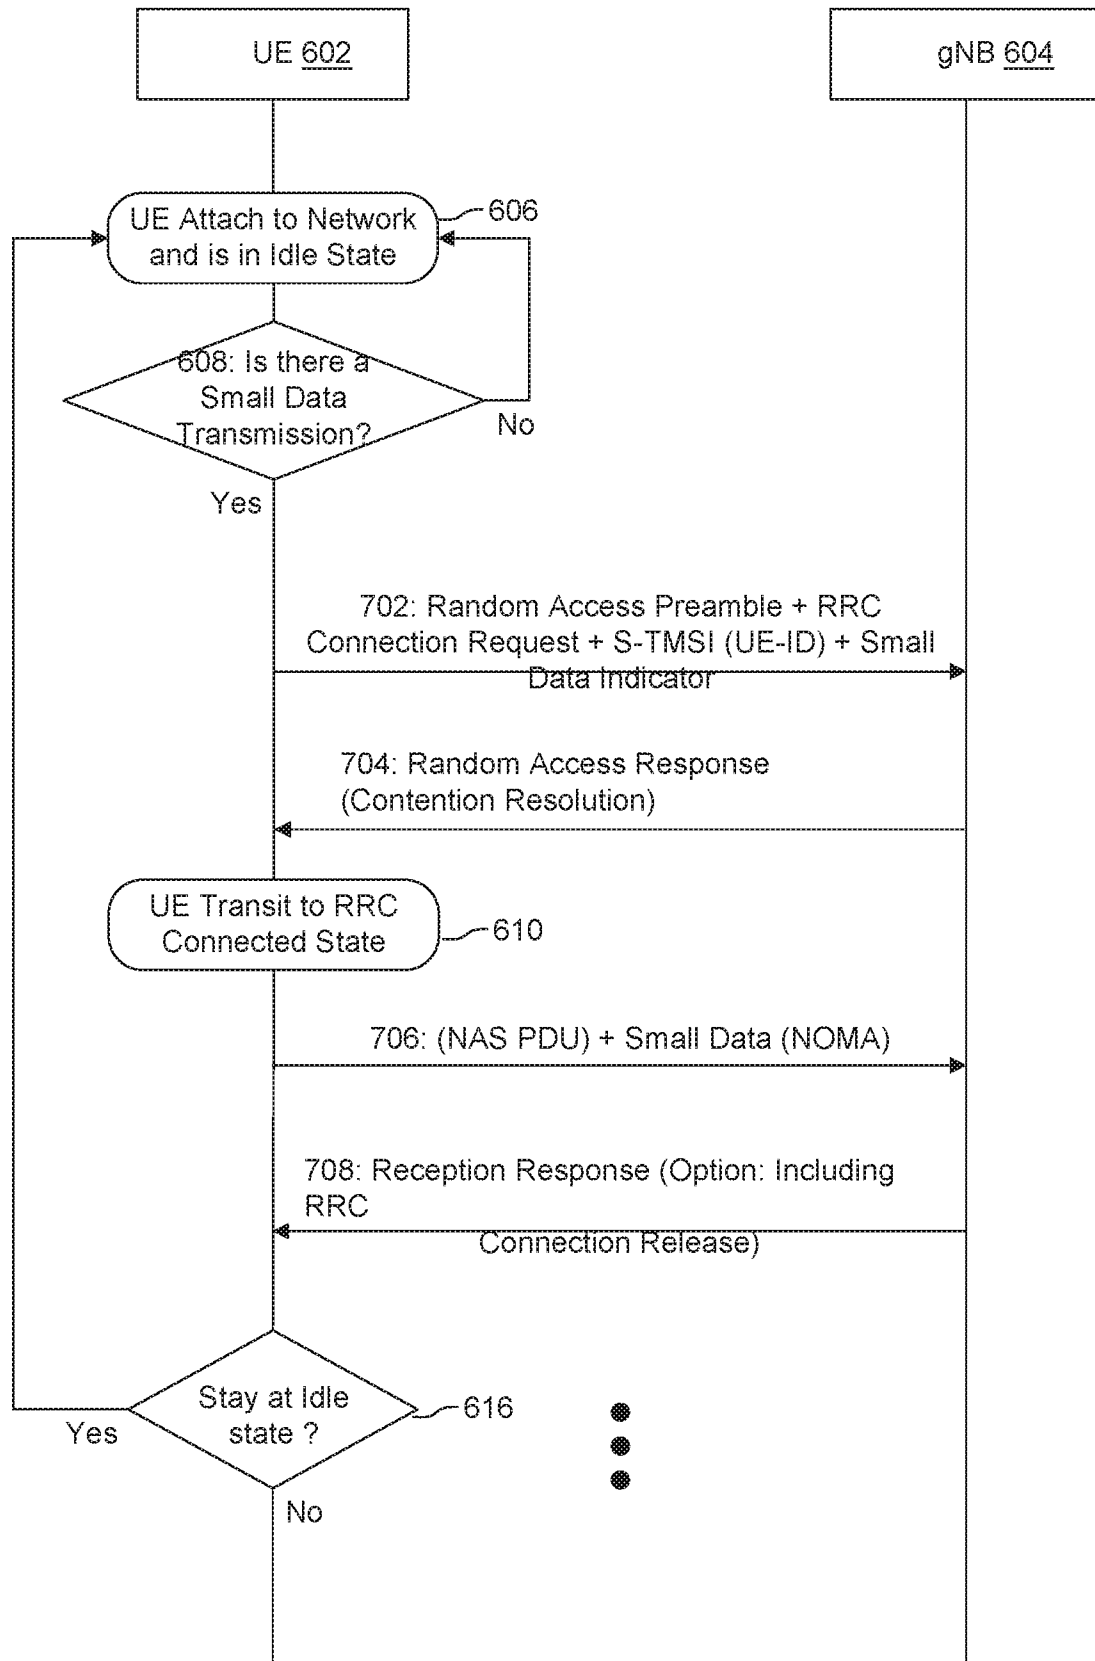 UE 602
gNB 604
UE Attach to Network
and is in Idle State
606
608: Is there a
Small Data
Transmission?
No
Yes
702: Random Access Preamble + RRC
Connection Request + S-TMSI (UE-ID) + Small
Data Indicator
704: Random Access Response
(Contention Resolution)
UE Transit to RRC
Connected State
610
706: (NAS PDU) + Small Data (NOMA)
708: Reception Response (Option: Including
RRC
Connection Release)
Stay at Idle
state ?
616
Yes
No